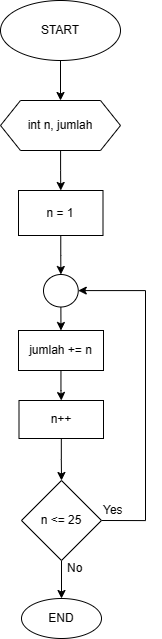 START
int n, jumlah
n = 1
jumlah += n
n++
n <= 25
Yes
No
END